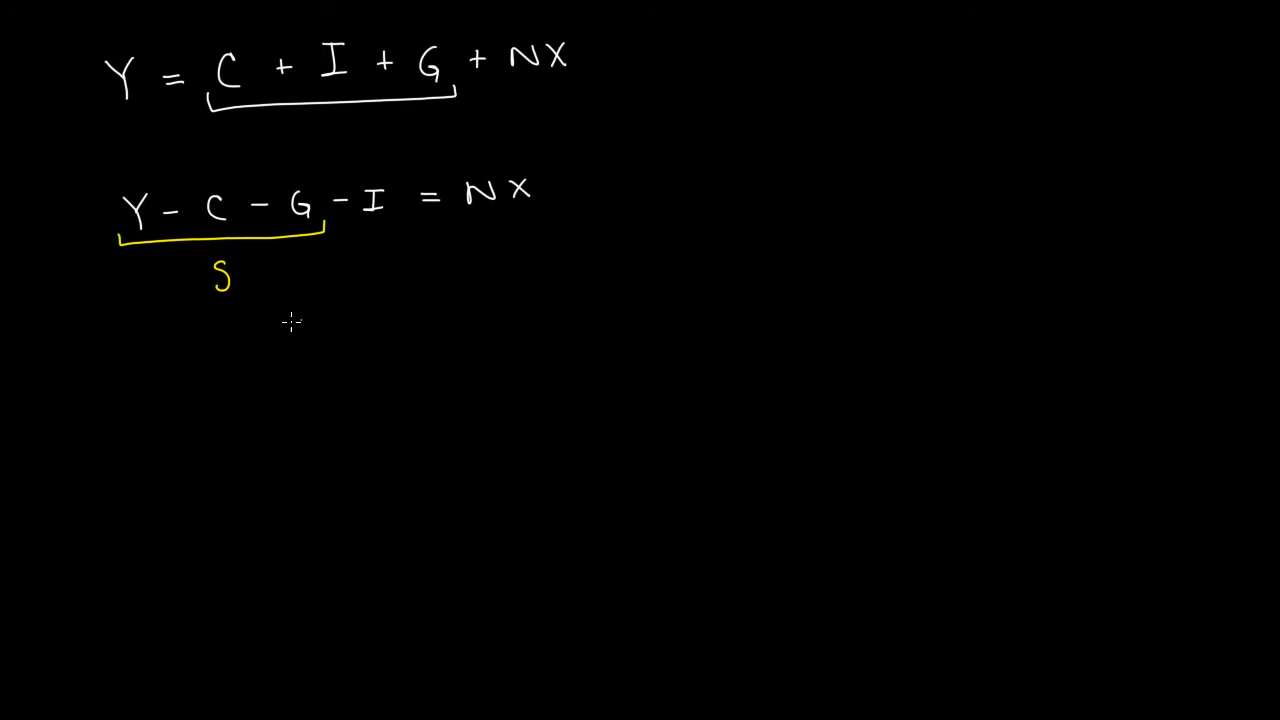 Y = C + I + G + NX
Y - C - G - I = NX
S